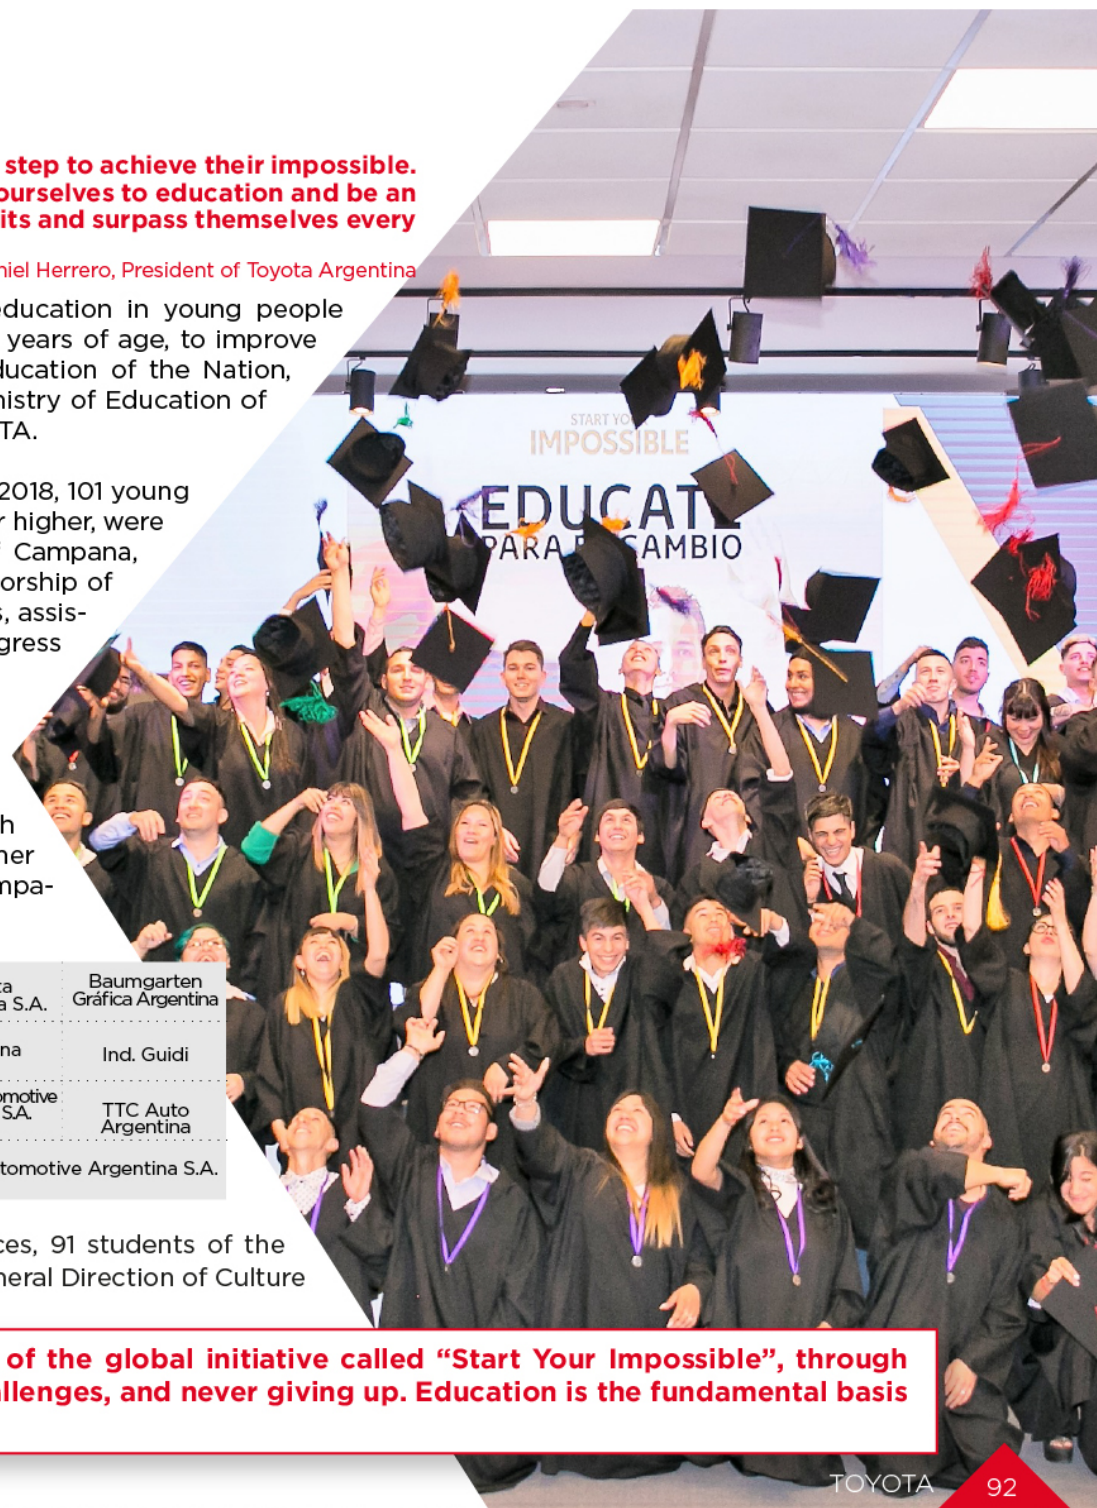 step to achieve their impossible.
ourselves to education and be an
its and surpass themselves every
niel Herrero, President of Toyota Argentina
education in young people
years of age, to improve
ducation of the Nation,
nistry of Education of
TA.
2018, 101 young
r higher, were
f Campana,
orship of
s, assis-
gress
START YOUR
IMPOSSIBLE
EDUCATE
PARA CAMBIO
h
ner
mpa-
ta
a S.A.
Baumgarten
Gráfica Argentina
na
Ind. Guidi
omotive
S.A.
TTC Auto
Argentina
tomotive Argentina S.A.
ces, 91 students of the
neral Direction of Culture
of the global initiative called “Start Your Impossible”, through
allenges, and never giving up. Education is the fundamental basis
TOYOTA 92